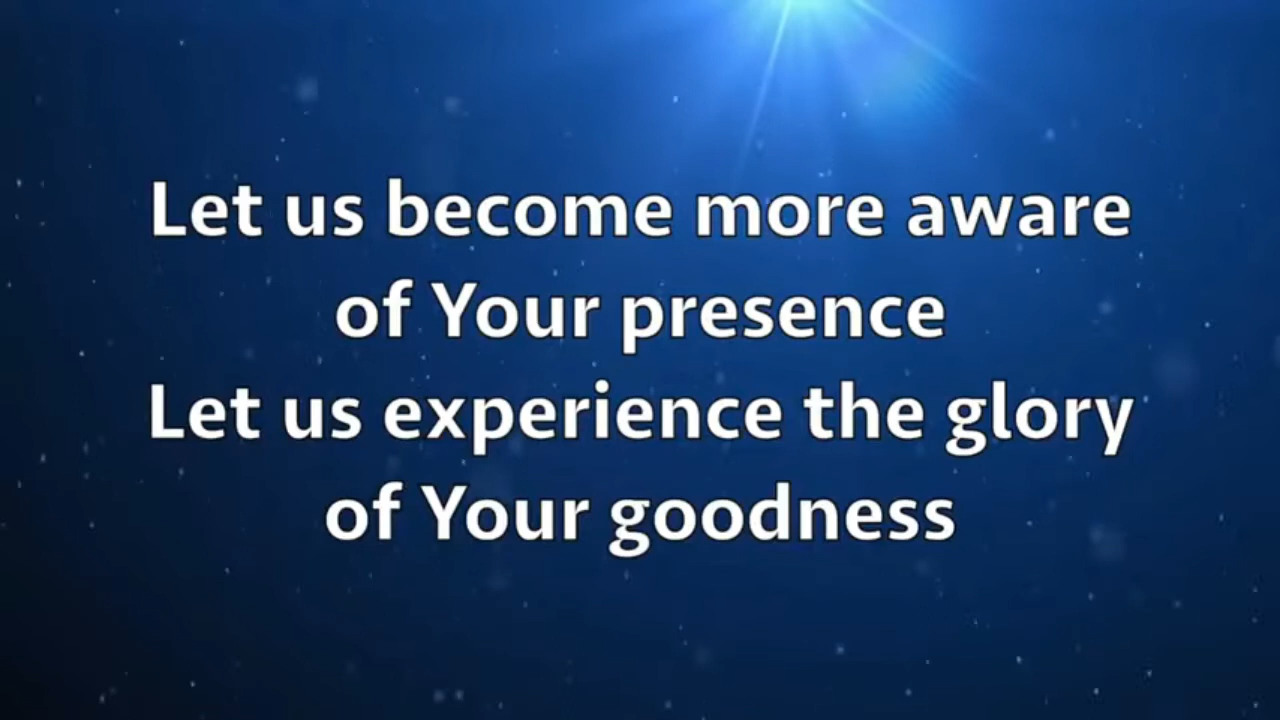 Let us become more aware
of Your presence
Let us experience the glory
of Your goodness